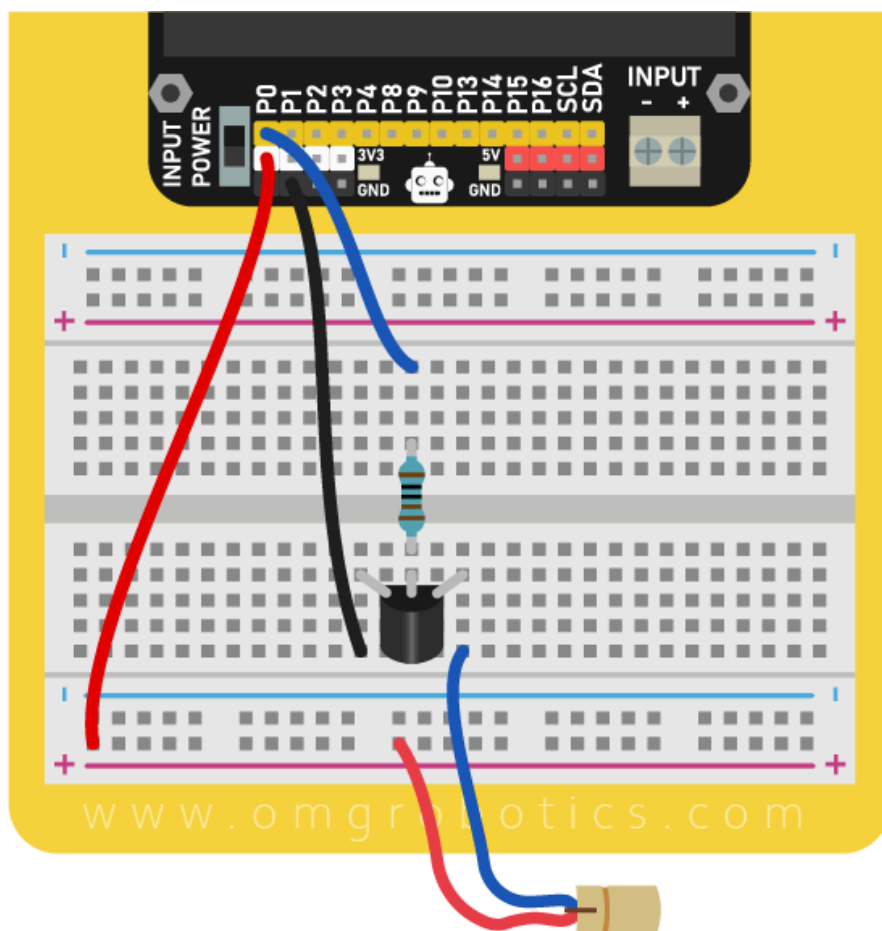 P0 P1 P2 P3 P4 P8 P9 P10 P13 P14 P15 P16 SCL SDA
INPUT
- +
INPUT
POWER
3V3
GND
5V
GND
- -
+ +
- -
+ +
www.omgrobotics.com